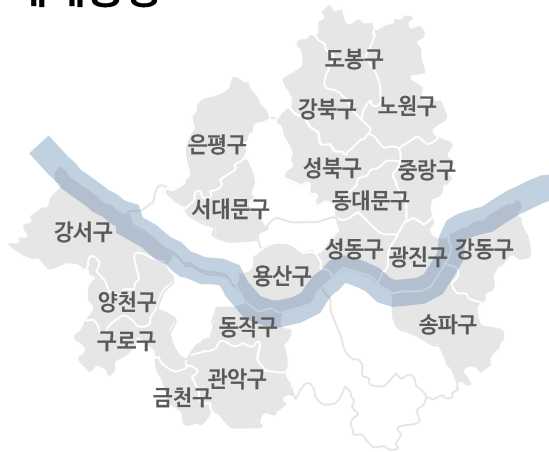 도봉구
강북구
노원구
은평구
성북구
중랑구
서대문구
동대문구
강서구
성동구
광진구
강동구
용산구
양천구
송파구
동작구
구로구
관악구
금천구